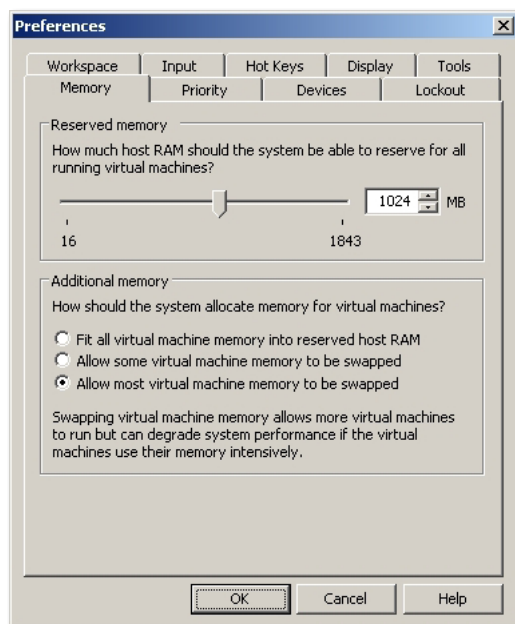 Preferences
Workspace Input Hot Keys Display Tools
Memory Priority Devices Lockout
Reserved memory
How much host RAM should the system be able to reserve for all
running virtual machines?
1024 MB
16 1843
Additional memory
How should the system allocate memory for virtual machines?
Fit all virtual machine memory into reserved host RAM
Allow some virtual machine memory to be swapped
Allow most virtual machine memory to be swapped
Swapping virtual machine memory allows more virtual machines
to run but can degrade system performance if the virtual
machines use their memory intensively.
OK Cancel Help